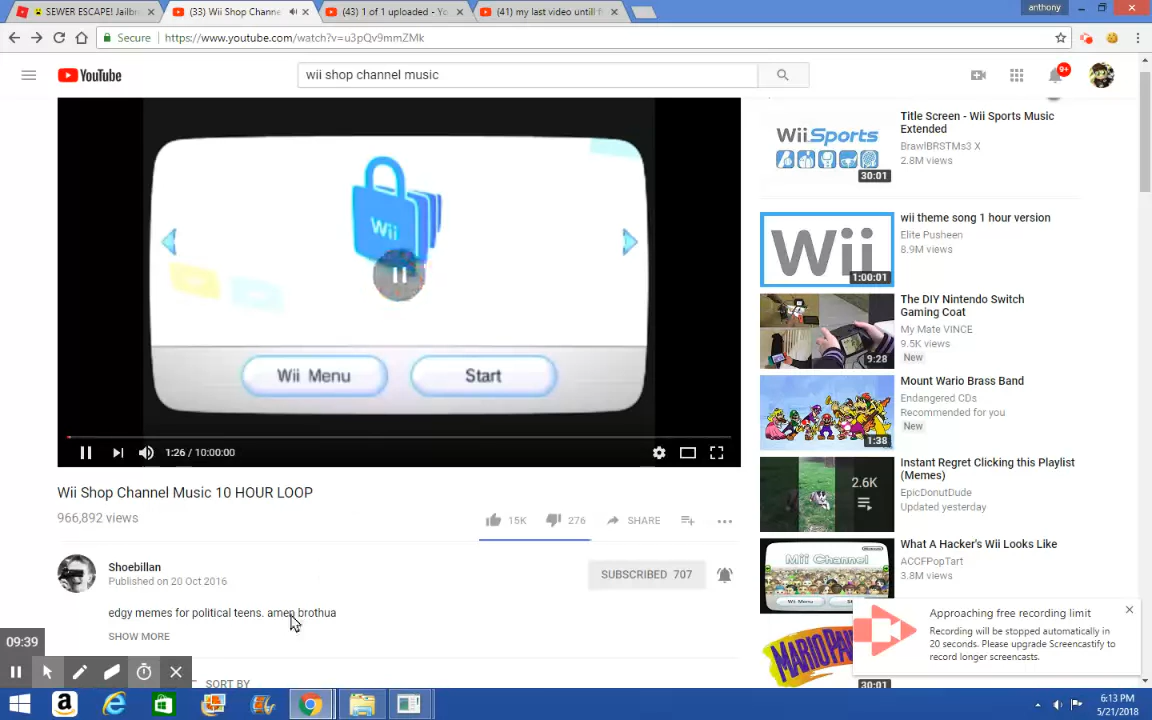 SEWER ESCAPE! Jailbr
(33) Wii Shop Channe
(43) 1 of 1 uploaded - Yo
(41) my last video untill f
anthony
Secure
https://www.youtube.com/watch?v=u3pQv9mmZMk
YouTube
wii shop channel music
9+
Wii
Wii Menu
Start
1:26 / 10:00:00
Wii Shop Channel Music 10 HOUR LOOP
966,892 views
15K
276
SHARE
Shoebillan
Published on 20 Oct 2016
SUBSCRIBED 707
edgy memes for political teens. amen brothua
SHOW MORE
SORT BY
Wii Sports
30:01
Title Screen - Wii Sports Music
Extended
BrawlBRSTMs3 X
2.8M views
Wii
1:00:01
wii theme song 1 hour version
Elite Pusheen
8.9M views
9:28
The DIY Nintendo Switch
Gaming Coat
My Mate VINCE
9.5K views
New
1:38
Mount Wario Brass Band
Endangered CDs
Recommended for you
New
2.6K
Instant Regret Clicking this Playlist
(Memes)
EpicDonutDude
Updated yesterday
Mii Channel
Wii Menu
What A Hacker's Wii Looks Like
ACCFPopTart
3.8M views
MARIO PAI
30:01
Approaching free recording limit
Recording will be stopped automatically in
20 seconds. Please upgrade Screencastify to
record longer screencasts.
09:39
6:13 PM
5/21/2018